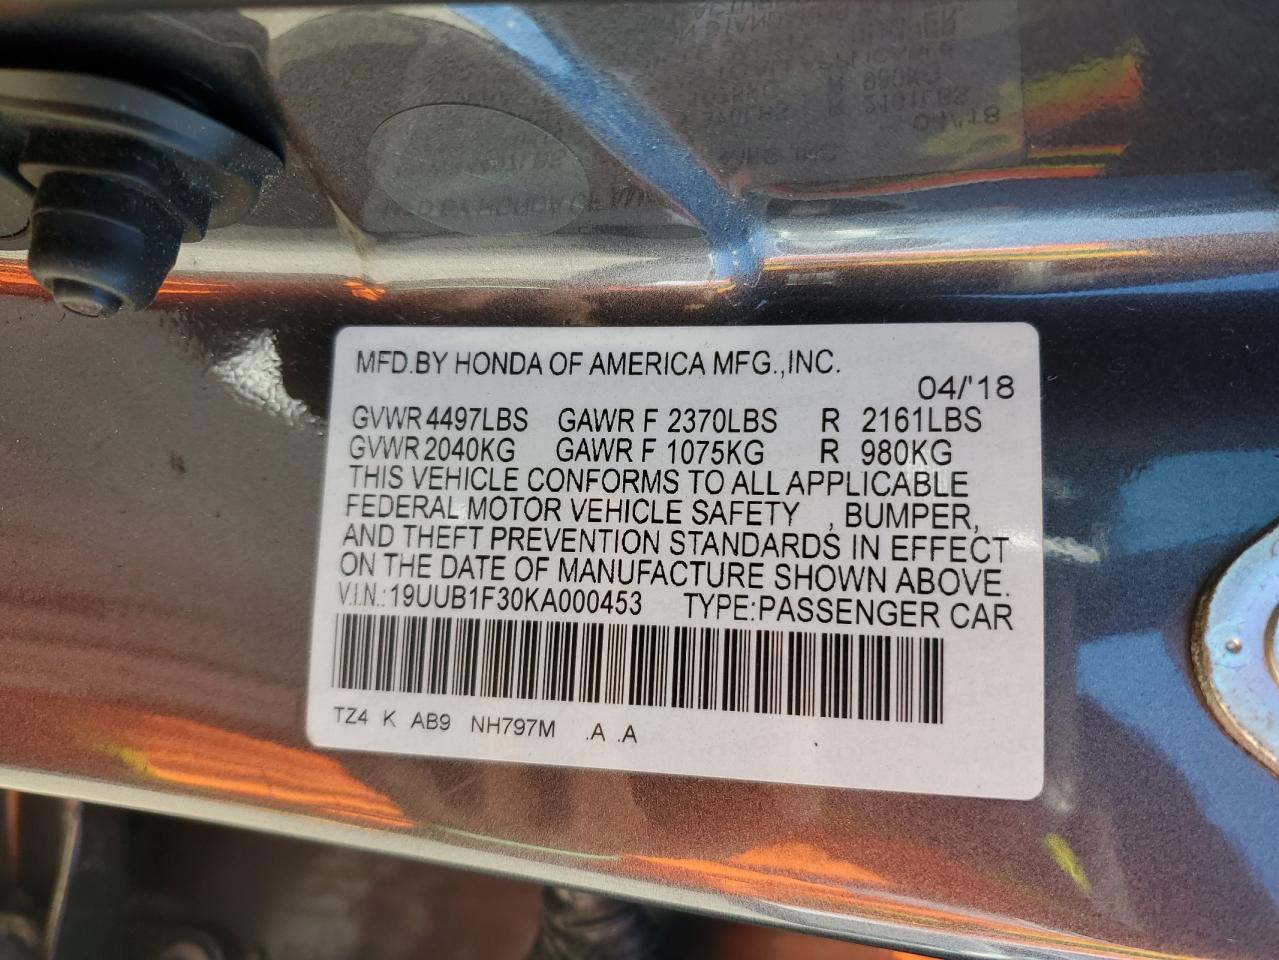 MFD.BY HONDA OF AMERICA MFG.,INC.
04/'18
GVWR 4497LBS GAWR F 2370LBS R 2161LBS
GVWR 2040KG GAWR F 1075KG R 980KG
THIS VEHICLE CONFORMS TO ALL APPLICABLE
FEDERAL MOTOR VEHICLE SAFETY , BUMPER,
AND THEFT PREVENTION STANDARDS IN EFFECT
ON THE DATE OF MANUFACTURE SHOWN ABOVE.
V.I.N.:19UUB1F30KA000453 TYPE:PASSENGER CAR
TZ4 K AB9 NH797M .A .A